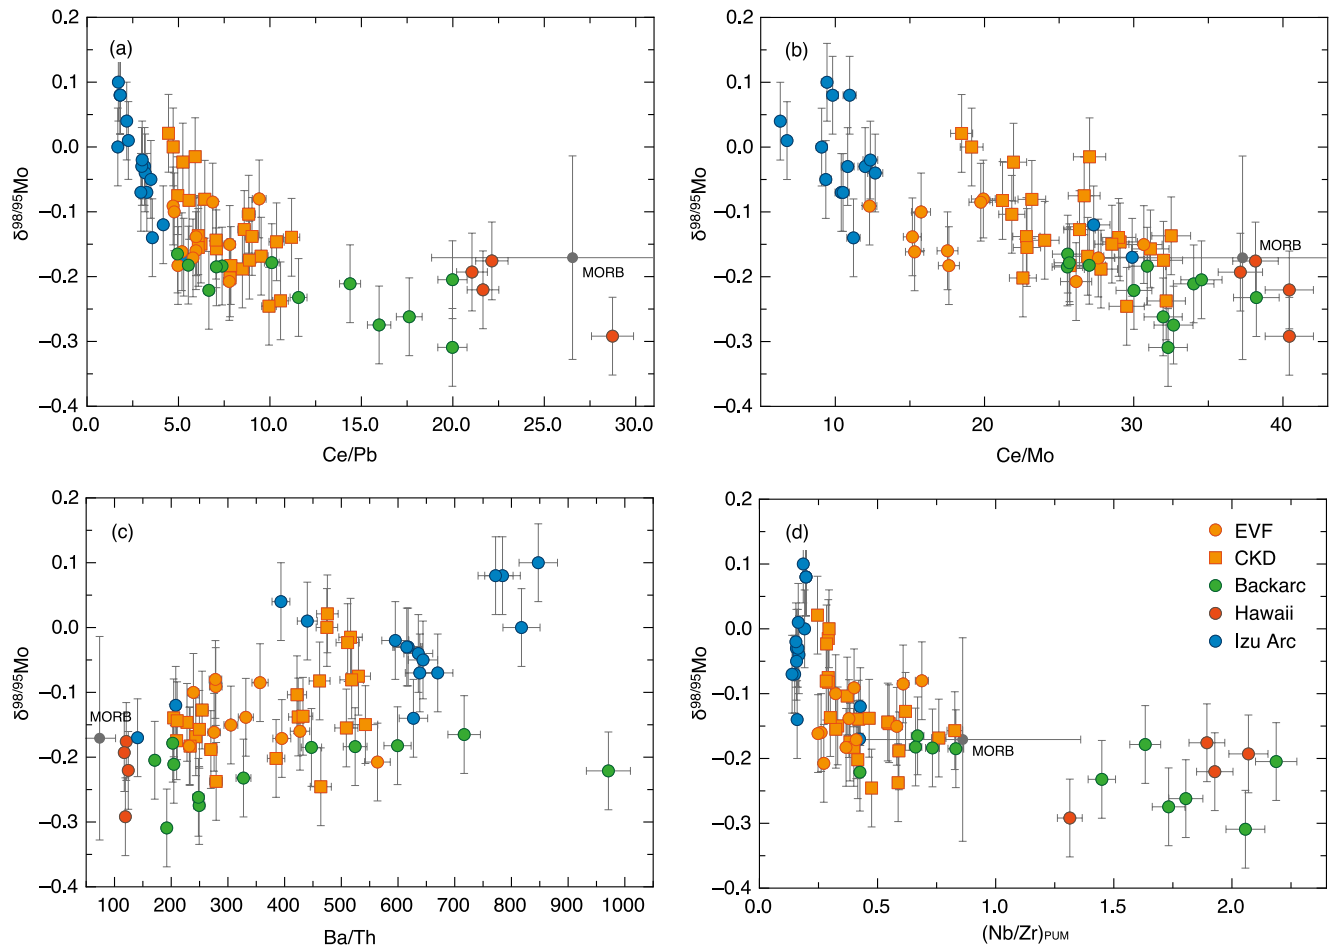 (a)
0.2
0.1
0.0
−0.1
−0.2
−0.3
−0.4
δ98/95Mo
MORB
0.0 5.0 10.0 15.0 20.0 25.0 30.0
Ce/Pb
(b)
0.2
0.1
0.0
−0.1
−0.2
−0.3
−0.4
δ98/95Mo
MORB
10 20 30 40
Ce/Mo
(c)
0.2
0.1
0.0
−0.1
−0.2
−0.3
−0.4
δ98/95Mo
MORB
100 200 300 400 500 600 700 800 900 1000
Ba/Th
(d)
0.2
0.1
0.0
−0.1
−0.2
−0.3
−0.4
δ98/95Mo
EVF
CKD
Backarc
Hawaii
Izu Arc
MORB
0.0 0.5 1.0 1.5 2.0
(Nb/Zr)PUM